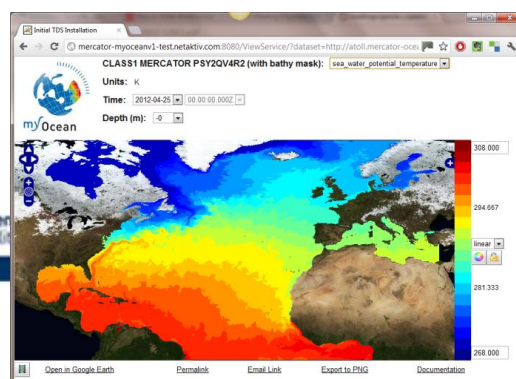 Initial TDS Installation
mercator-myoceanv1-test.netaktiv.com:8080/ViewService/?dataset=http://atoll.mercator-ocea
CLASS1 MERCATOR PSY2QV4R2 (with bathy mask): sea_water_potential_temperature
Units: K
Time: 2012-04-25 00:00:00.000Z
Depth (m): -0
myOcean
308.000
294.667
linear
281.333
268.000
Open in Google Earth Permalink Email Link Export to PNG Documentation